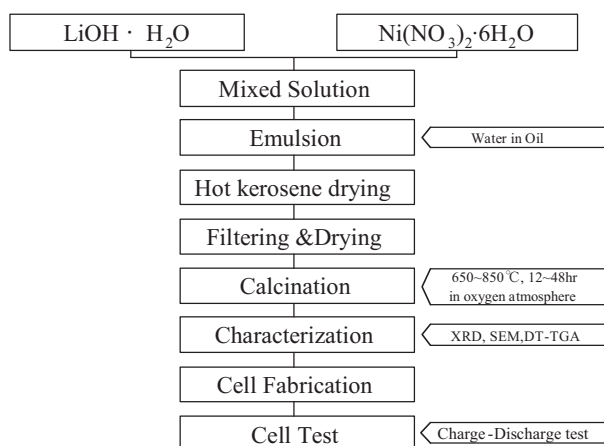 LiOH · H₂O
Ni(NO₃)₂·6H₂O
Mixed Solution
Emulsion
Water in Oil
Hot kerosene drying
Filtering &Drying
Calcination
650~850℃, 12~48hr
in oxygen atmosphere
Characterization
XRD, SEM,DT-TGA
Cell Fabrication
Cell Test
Charge-Discharge test